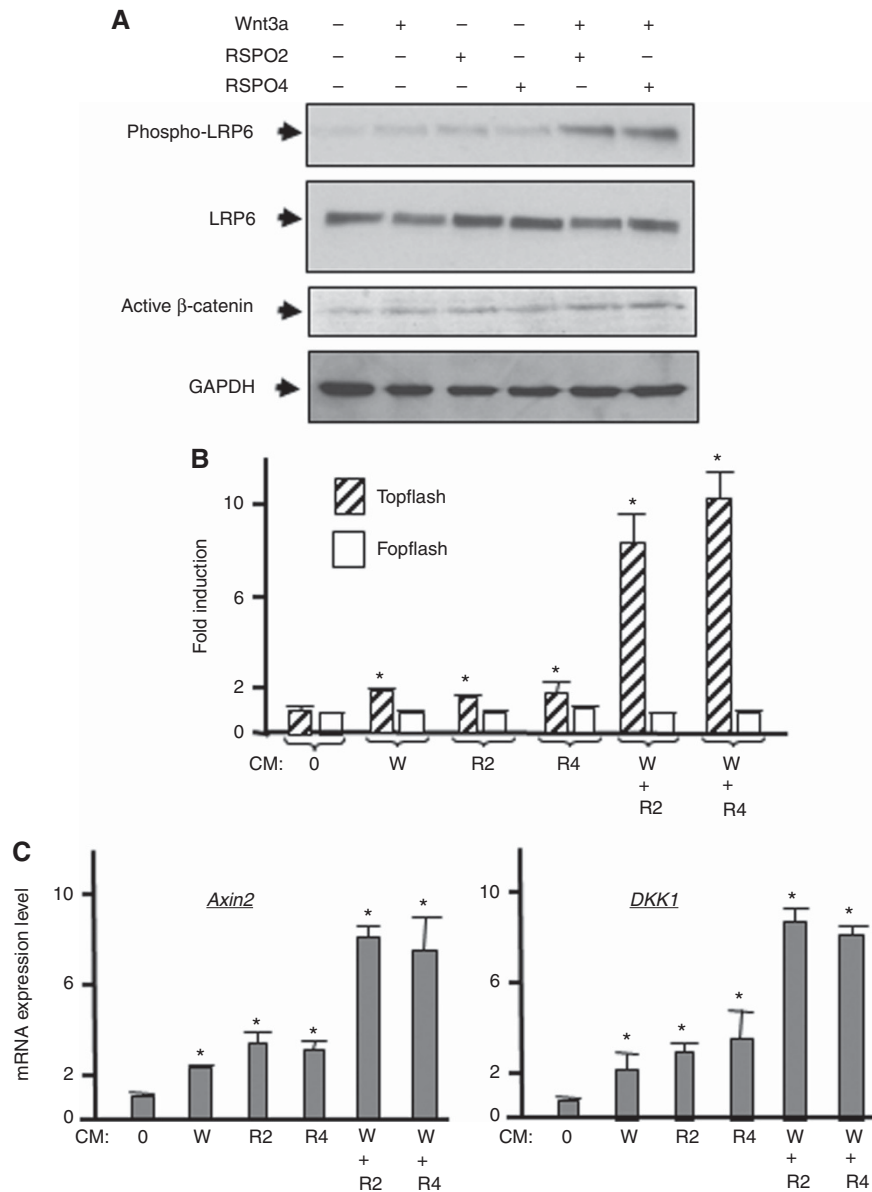 A
Wnt3a – + – – + +
RSPO2 – – + – + –
RSPO4 – – – + – +
Phospho-LRP6
LRP6
Active β-catenin
GAPDH
B
Topflash
Fopflash
Fold induction
10
6
2
0
* * * * *
CM: 0 W R2 R4 W + R2 W + R4
C
mRNA expression level
Axin2
10
6
2
0
* * * * *
CM: 0 W R2 R4 W + R2 W + R4
DKK1
10
6
2
0
* * * * *
CM: 0 W R2 R4 W + R2 W + R4